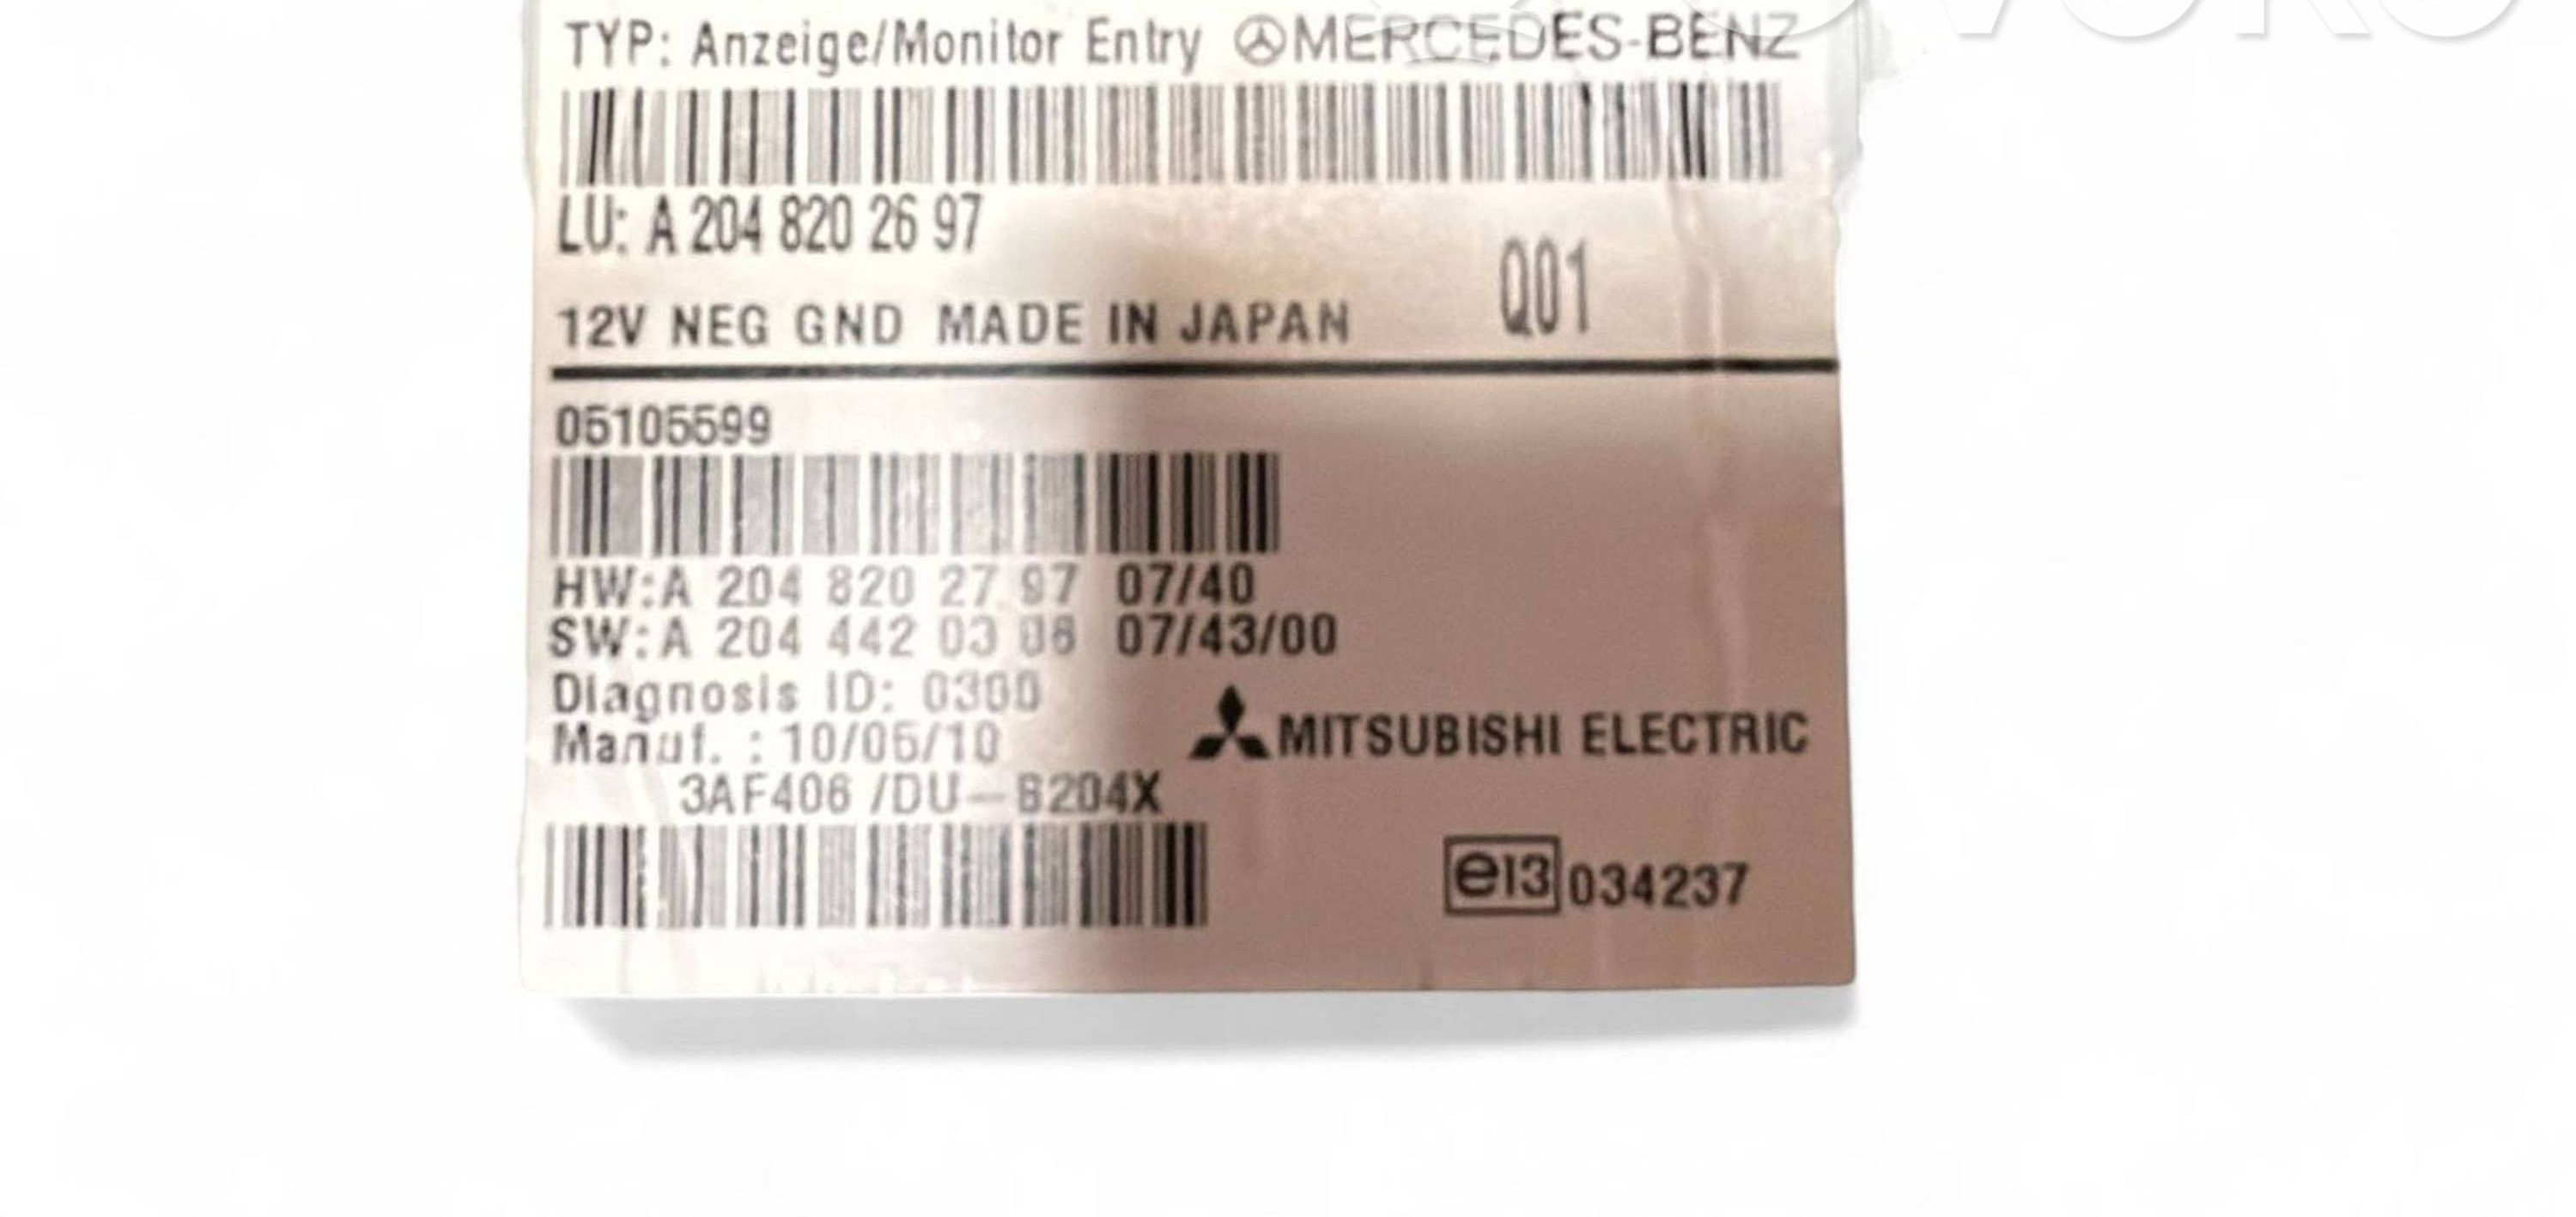 TYP: Anzeige/Monitor Entry MERCEDES-BENZ
LU: A 204 820 26 97
Q01
12V NEG GND MADE IN JAPAN
05105599
HW:A 204 820 27 97 07/40
SW:A 204 442 03 06 07/43/00
Diagnosis ID: 0300
Manuf. : 10/05/10
MITSUBISHI ELECTRIC
3AF406 /DU-B204X
e13 034237